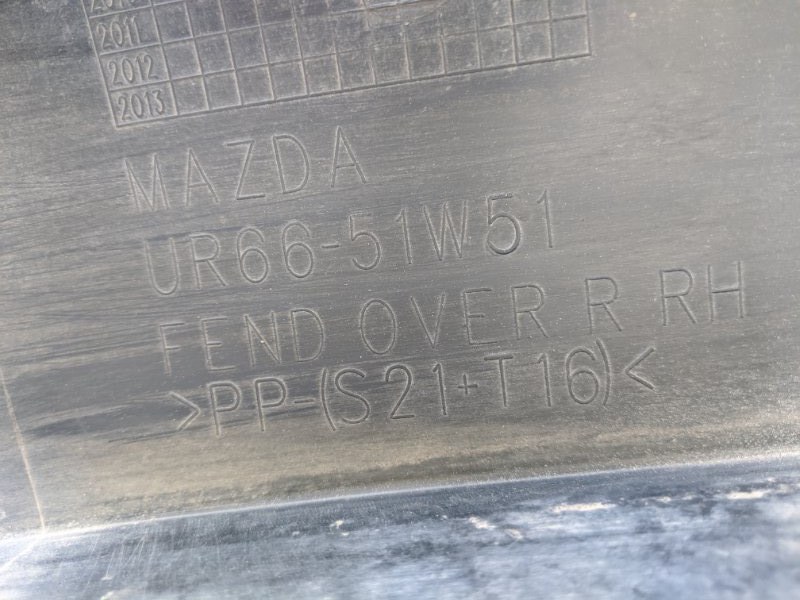 2011
2012
2013
MAZDA
UR66-51W51
FEND OVER R RH
>PP-(S21+T16)<